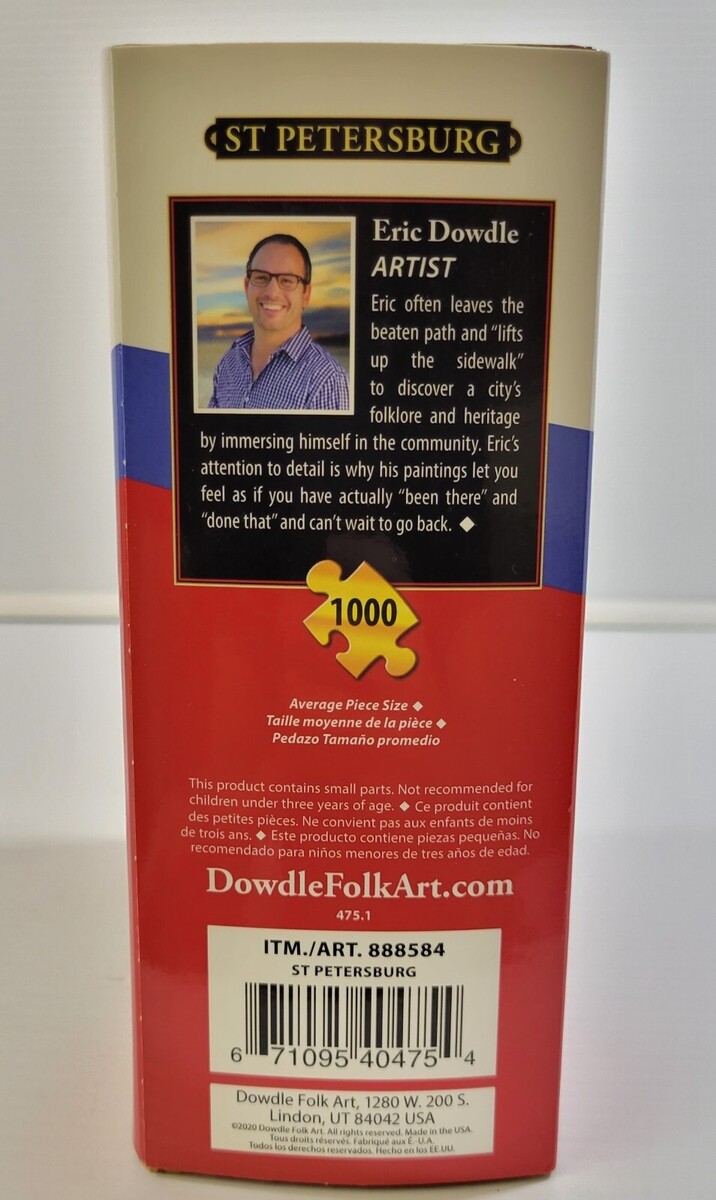 ST PETERSBURG
Eric Dowdle
ARTIST
Eric often leaves the
beaten path and “lifts
up the sidewalk”
to discover a city’s
folklore and heritage
by immersing himself in the community. Eric’s
attention to detail is why his paintings let you
feel as if you have actually “been there” and
“done that” and can’t wait to go back. ◆
1000
Average Piece Size ◆
Taille moyenne de la pièce ◆
Pedazo Tamaño promedio
This product contains small parts. Not recommended for
children under three years of age. ◆ Ce produit contient
des petites pièces. Ne convient pas aux enfants de moins
de trois ans. ◆ Este producto contiene piezas pequeñas. No
recomendado para niños menores de tres años de edad.
DowdleFolkArt.com
475.1
ITM./ART. 888584
ST PETERSBURG
6 71095 40475 4
Dowdle Folk Art, 1280 W. 200 S.
Lindon, UT 84042 USA
©2020 Dowdle Folk Art. All rights reserved. Made in the USA.
Tous droits réservés. Fabriqué aux É.-U.A.
Todos los derechos reservados. Hecho en los EE.UU.